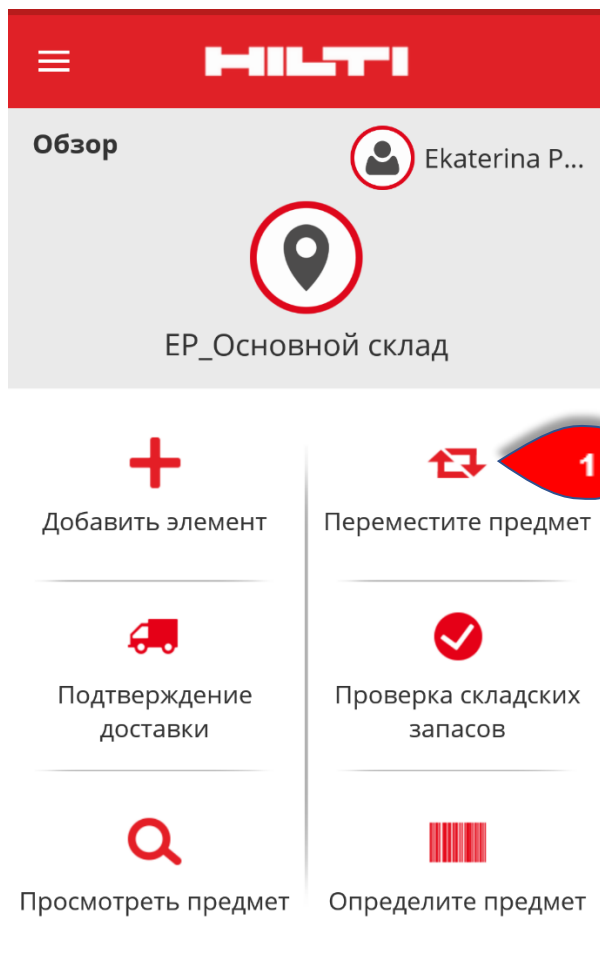 HILTI
Обзор
Ekaterina P...
EP_Основной склад
Добавить элемент
Переместите предмет
1
Подтверждение
доставки
Проверка складских
запасов
Просмотреть предмет
Определите предмет